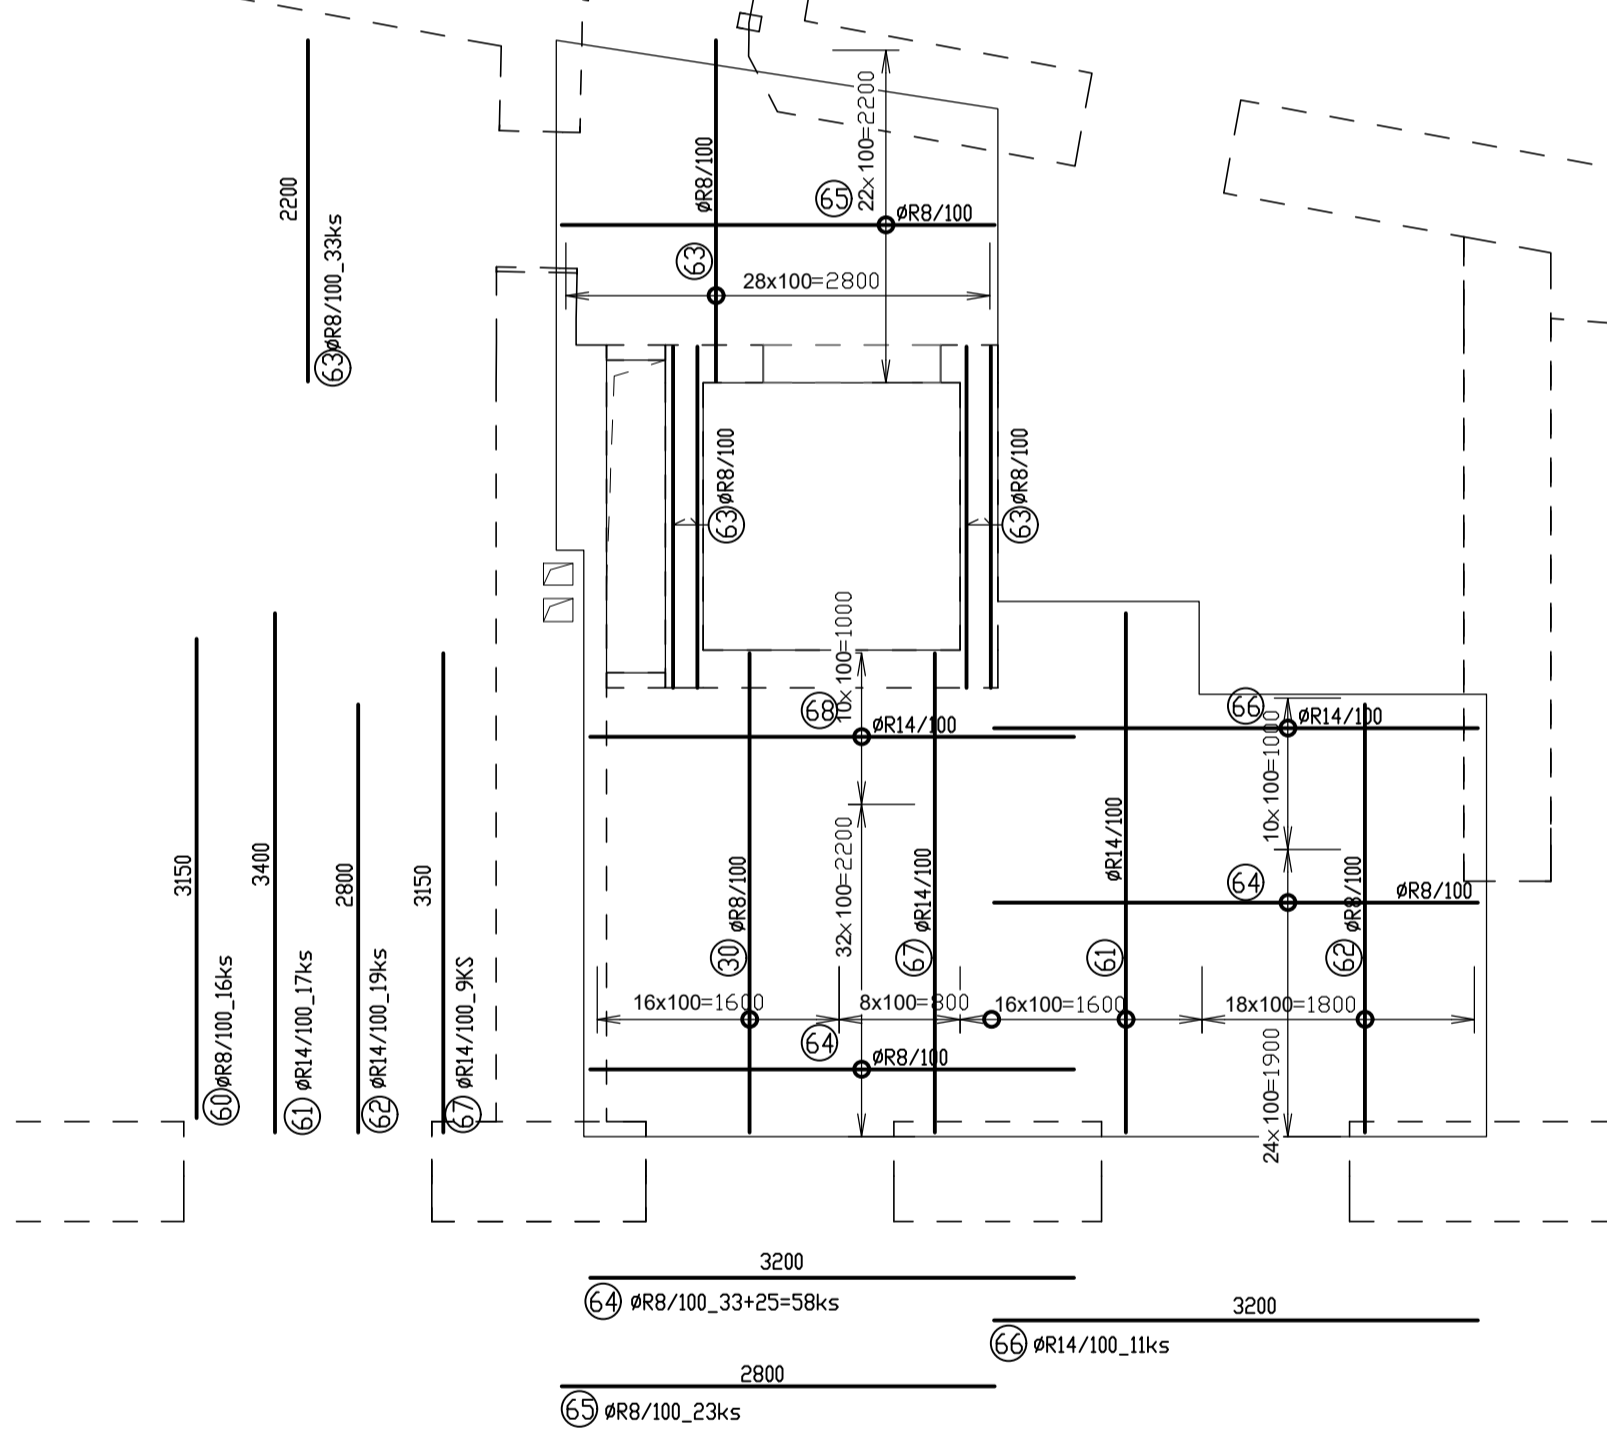 22x100=2200
2200
øR8/100
65
øR8/100
63
øR8/100_33ks
63
28x100=2800
øR8/100
63
øR8/100
63
10x100=1000
68
øR14/100
66
øR14/100
10x100=1000
3150
3400
2800
3150
øR8/100
32x100=2200
øR14/100
øR14/100
64
øR8/100
øR8/100
30
67
61
62
60
øR8/100_16ks
61
øR14/100_17ks
62
øR14/100_19ks
67
øR14/100_9KS
16x100=1600
8x100=800
16x100=1600
18x100=1800
64
øR8/100
24x100=1900
3200
64 øR8/100_33+25=58ks
3200
66 øR14/100_11ks
2800
65 øR8/100_23ks